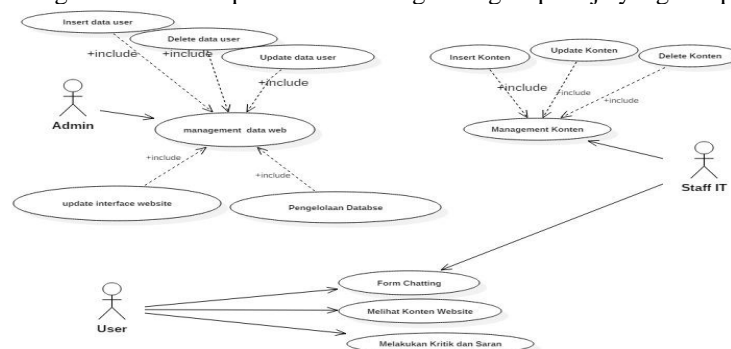 Insert data user
Delete data user
Update data user
+include
+include
+include
Admin
management data web
+include
+include
update interface website
Pengelolaan Databse
Insert Konten
Update Konten
Delete Konten
+include
+include
+include
Management Konten
Staff IT
Form Chatting
User
Melihat Konten Website
Melakukan Kritik dan Saran